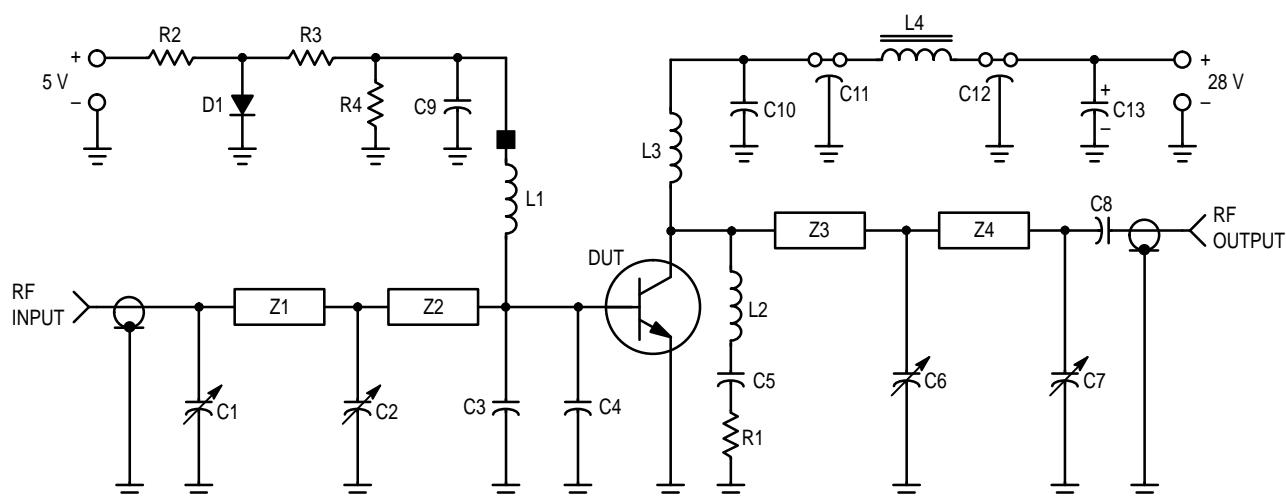 L4
R2
R3
+
5 V
–
D1
R4
C9
C10
C11
C12
+
C13
–
+
28 V
–
L3
L1
C8
RF
OUTPUT
Z3
Z4
DUT
RF
INPUT
Z1
Z2
L2
C1
C2
C3
C4
C5
R1
C6
C7